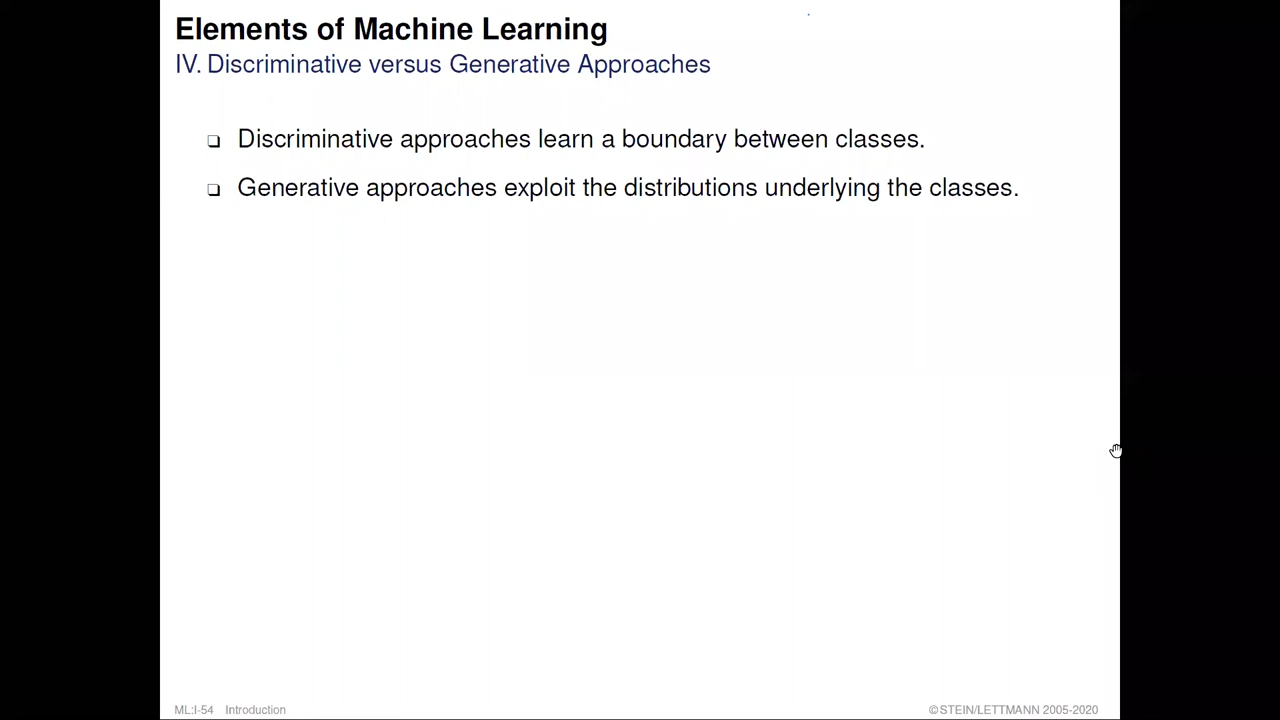 Elements of Machine Learning
IV. Discriminative versus Generative Approaches
❑ Discriminative approaches learn a boundary between classes.
❑ Generative approaches exploit the distributions underlying the classes.
ML:I-54 Introduction
©STEIN/LETTMANN 2005-2020